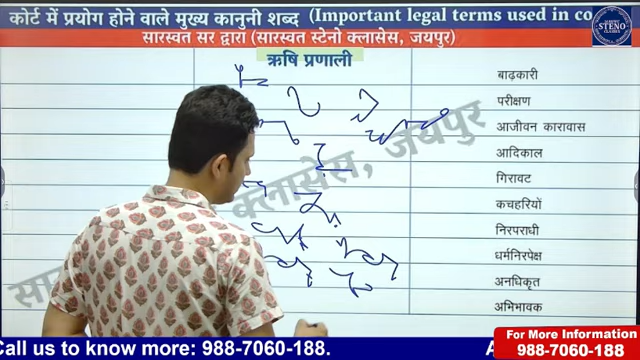 कोर्ट में प्रयोग होने वाले मुख्य कानूनी शब्द (Important legal terms used in co
सारस्वत सर द्वारा (सारस्वत स्टेनो क्लासेस, जयपुर)
STENO
ऋषि प्रणाली
बाढ़कारी
परीक्षण
आजीवन कारावास
आदिकाल
गिरावट
कचहरियों
निरपराधी
धर्मनिरपेक्ष
अनधिकृत
अभिभावक
क्लासेस, जयपुर
Call us to know more: 988-7060-188.
For More Information
988-7060-188